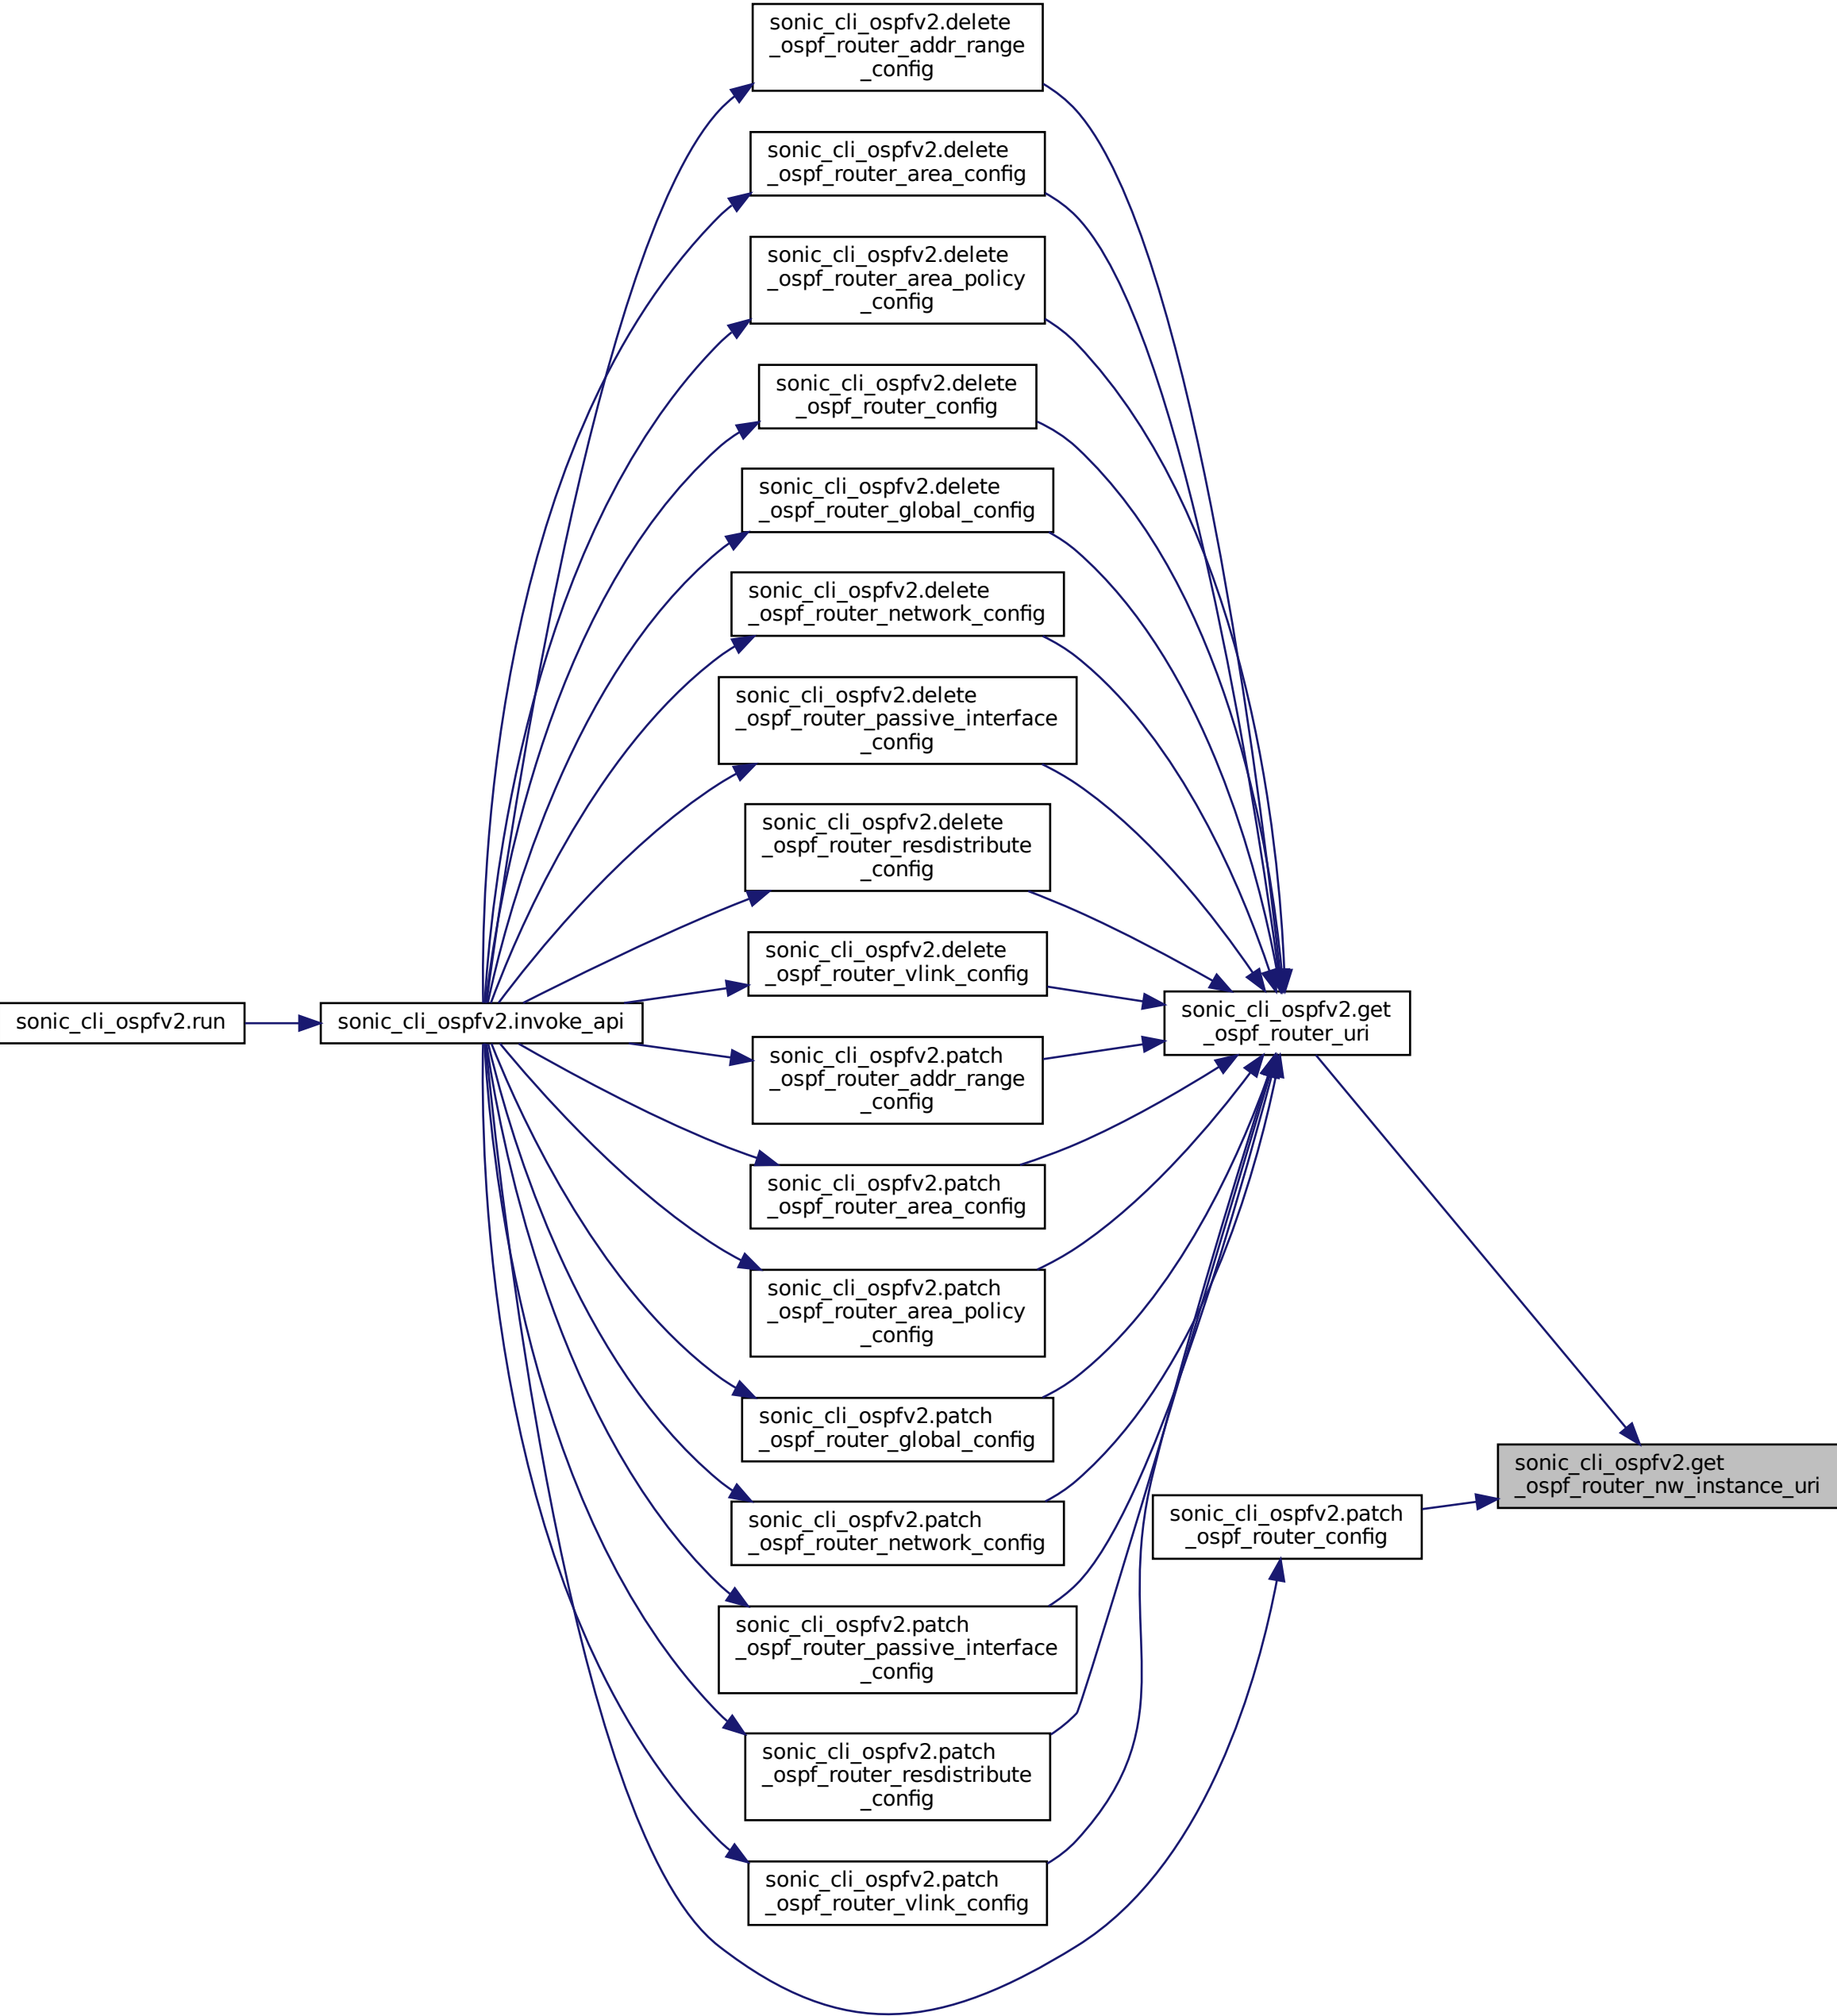 sonic_cli_ospfv2.delete
_ospf_router_addr_range
_config
sonic_cli_ospfv2.delete
_ospf_router_area_config
sonic_cli_ospfv2.delete
_ospf_router_area_policy
_config
sonic_cli_ospfv2.delete
_ospf_router_config
sonic_cli_ospfv2.delete
_ospf_router_global_config
sonic_cli_ospfv2.delete
_ospf_router_network_config
sonic_cli_ospfv2.delete
_ospf_router_passive_interface
_config
sonic_cli_ospfv2.delete
_ospf_router_resdistribute
_config
sonic_cli_ospfv2.delete
_ospf_router_vlink_config
sonic_cli_ospfv2.run
sonic_cli_ospfv2.invoke_api
sonic_cli_ospfv2.get
_ospf_router_uri
sonic_cli_ospfv2.patch
_ospf_router_addr_range
_config
sonic_cli_ospfv2.patch
_ospf_router_area_config
sonic_cli_ospfv2.patch
_ospf_router_area_policy
_config
sonic_cli_ospfv2.patch
_ospf_router_global_config
sonic_cli_ospfv2.get
_ospf_router_nw_instance_uri
sonic_cli_ospfv2.patch
_ospf_router_network_config
sonic_cli_ospfv2.patch
_ospf_router_config
sonic_cli_ospfv2.patch
_ospf_router_passive_interface
_config
sonic_cli_ospfv2.patch
_ospf_router_resdistribute
_config
sonic_cli_ospfv2.patch
_ospf_router_vlink_config